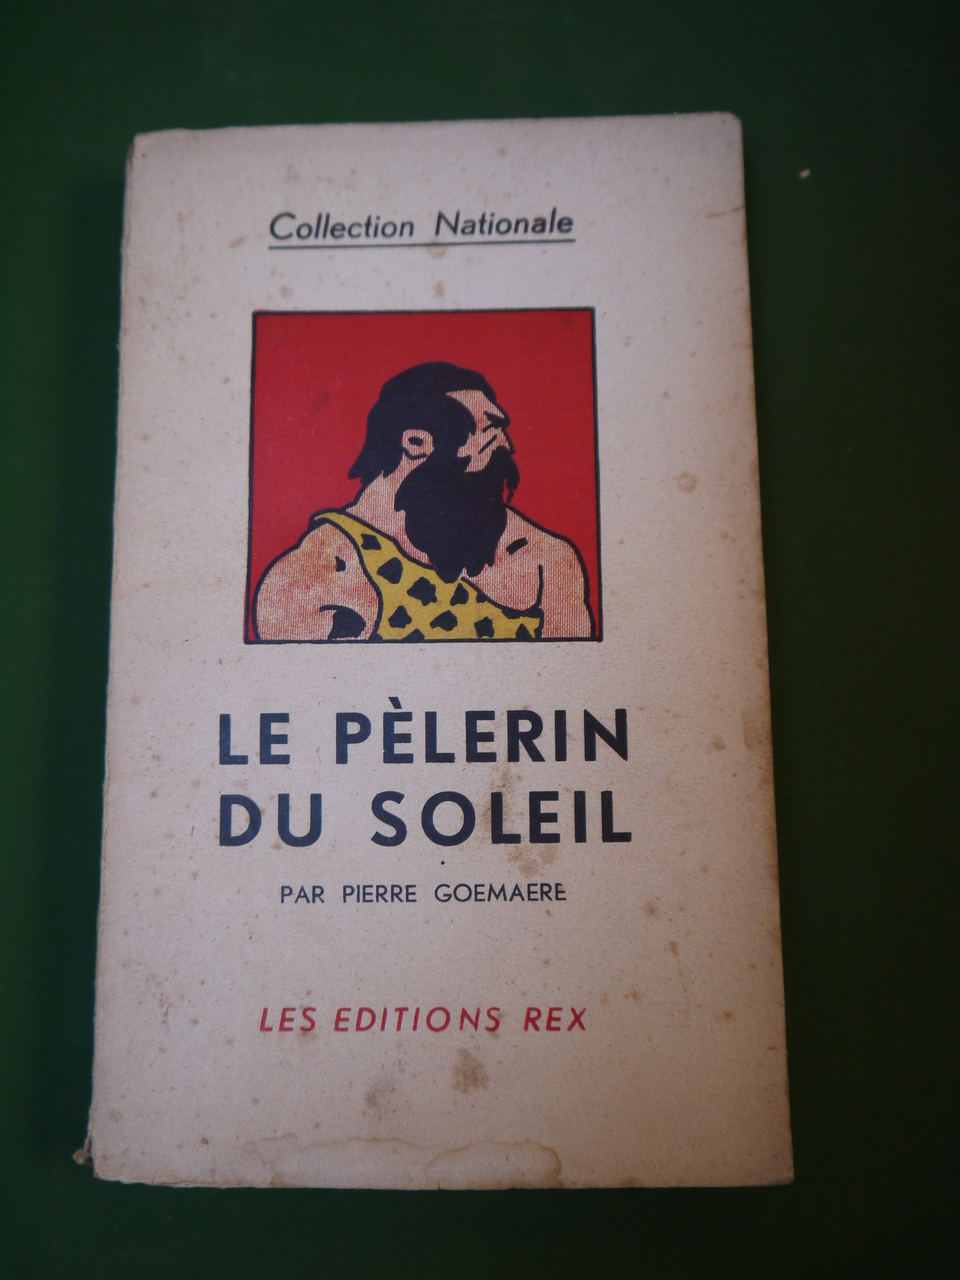 Collection Nationale
LE PÈLERIN
DU SOLEIL
PAR PIERRE GOEMAERE
LES EDITIONS REX